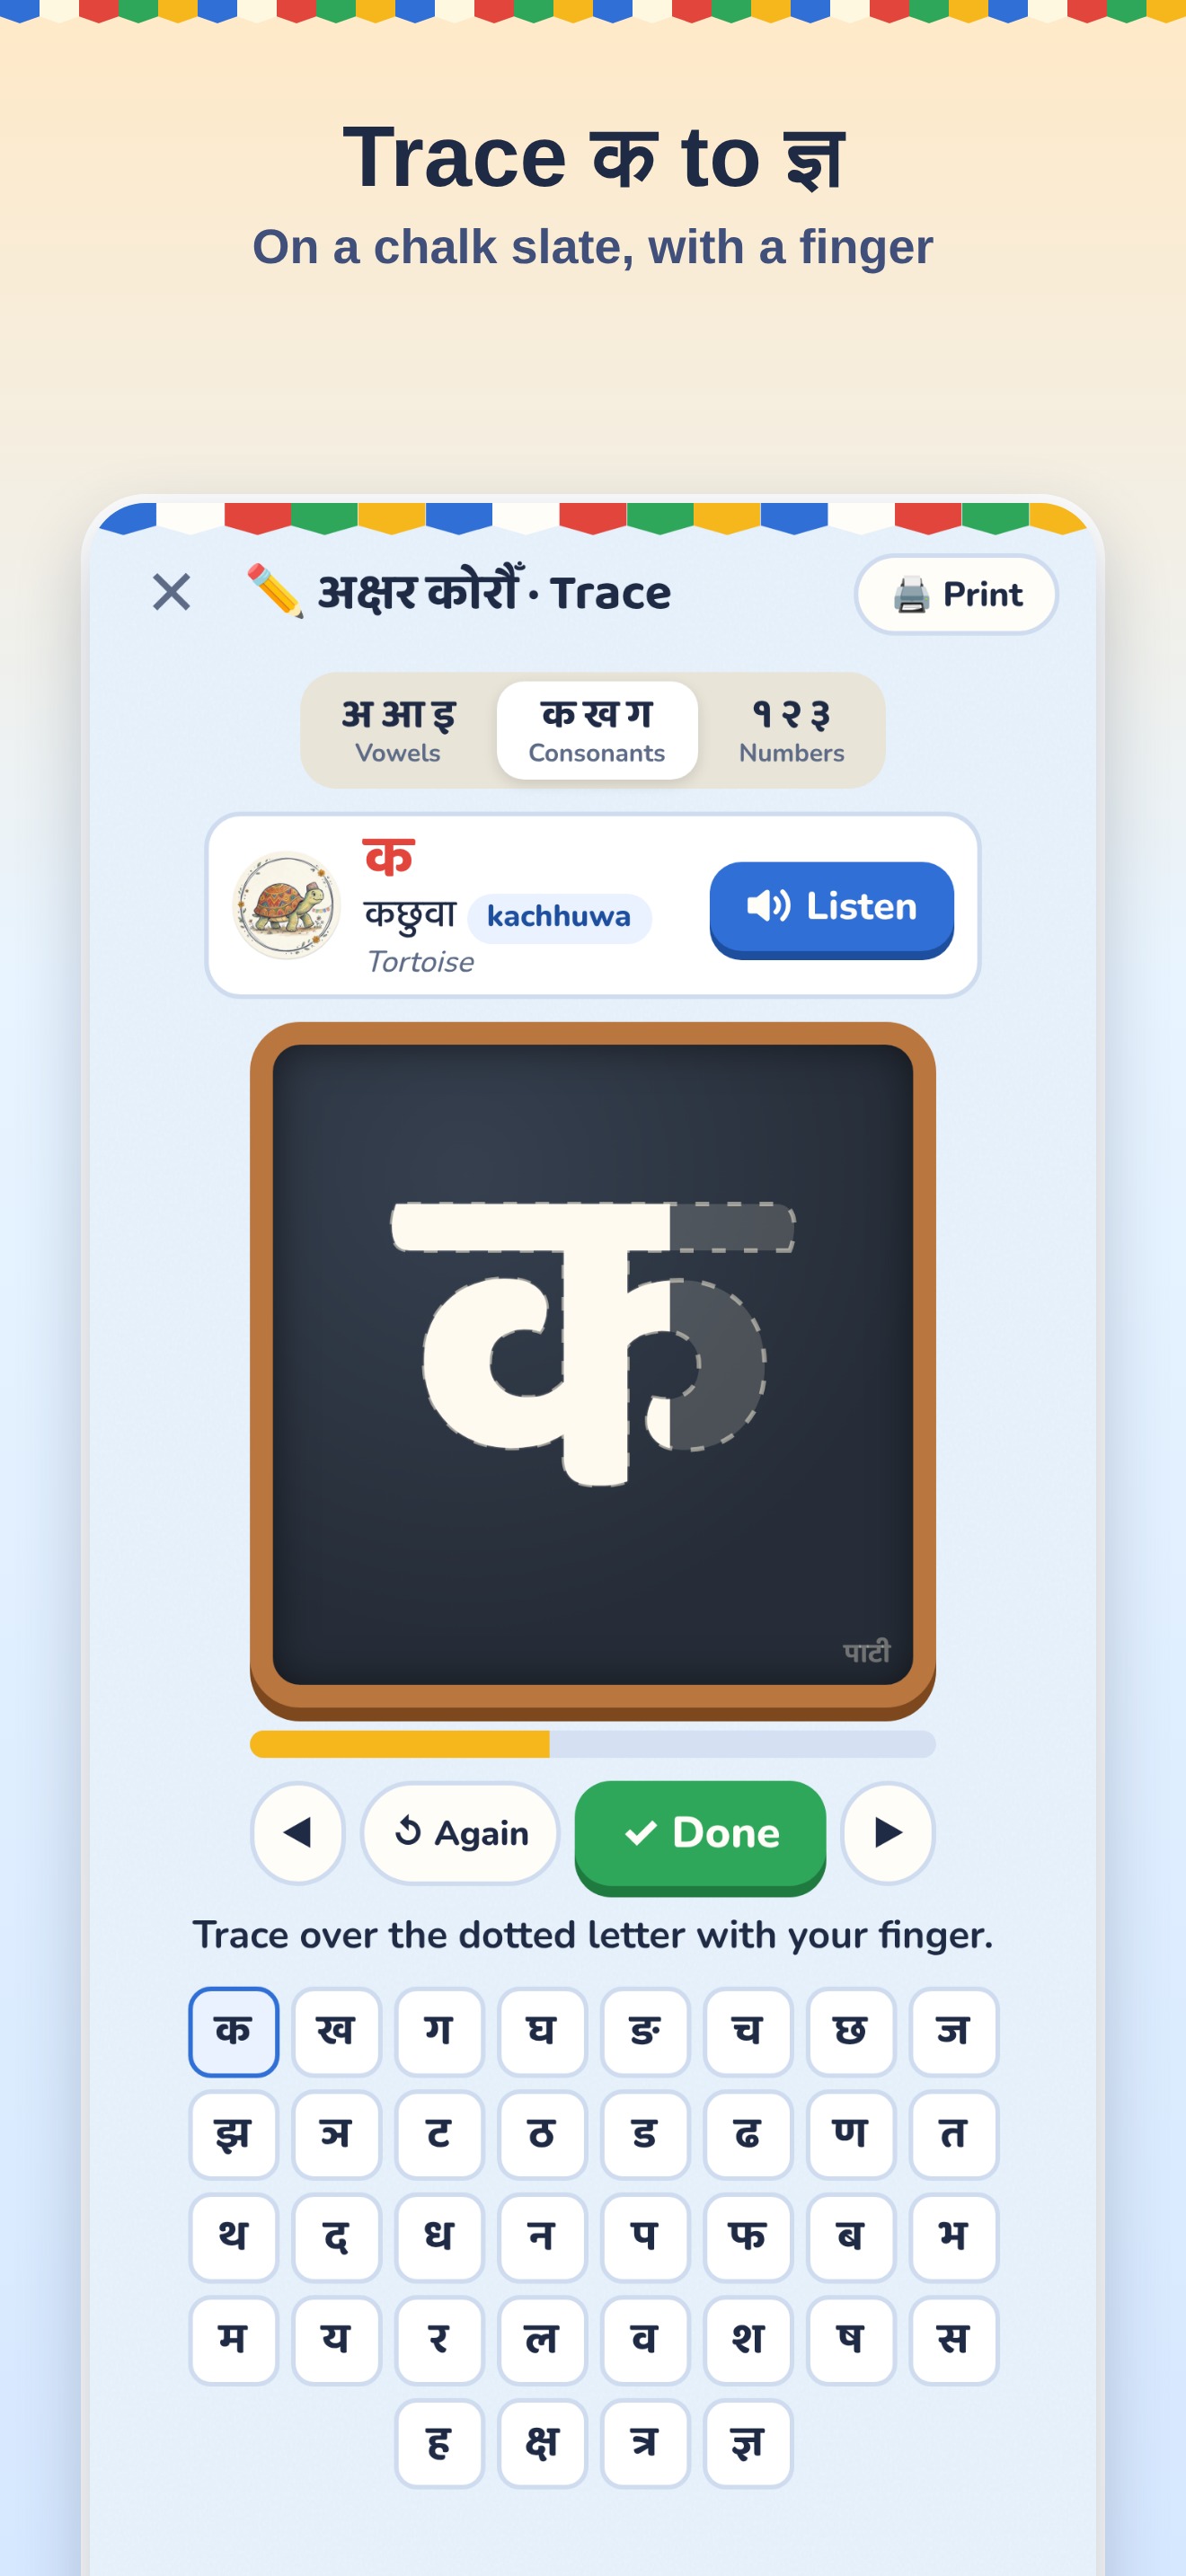 Trace क to ज्ञ
On a chalk slate, with a finger
✏️ अक्षर कोरौँ · Trace
🖨️ Print
अ आ इ
Vowels
क ख ग
Consonants
१ २ ३
Numbers
क
कछुवा kachhuwa
Tortoise
Listen
पाटी
Again
✓ Done
Trace over the dotted letter with your finger.
क ख ग घ ङ च छ ज
झ ञ ट ठ ड ढ ण त
थ द ध न प फ ब भ
म य र ल व श ष स
ह क्ष त्र ज्ञ